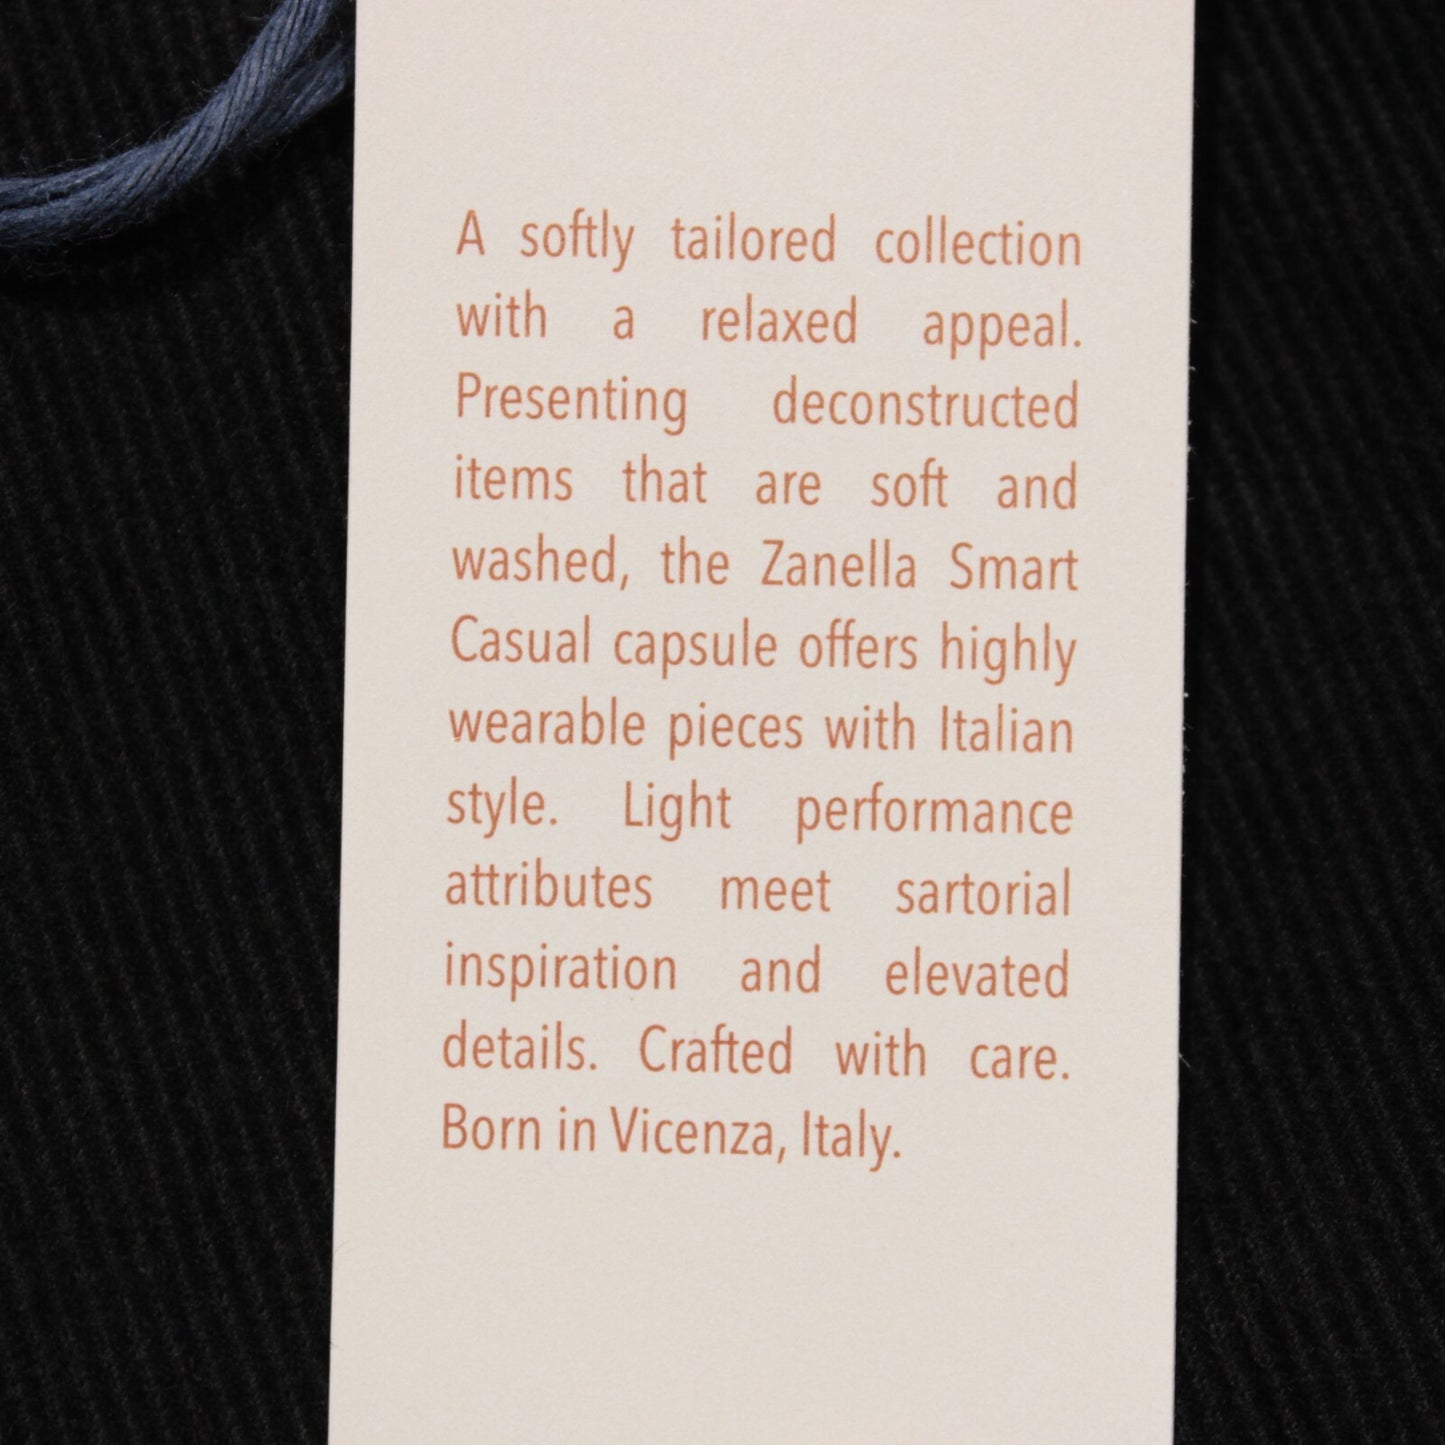 A softly tailored collection
with a relaxed appeal.
Presenting deconstructed
items that are soft and
washed, the Zanella Smart
Casual capsule offers highly
wearable pieces with Italian
style. Light performance
attributes meet sartorial
inspiration and elevated
details. Crafted with care.
Born in Vicenza, Italy.